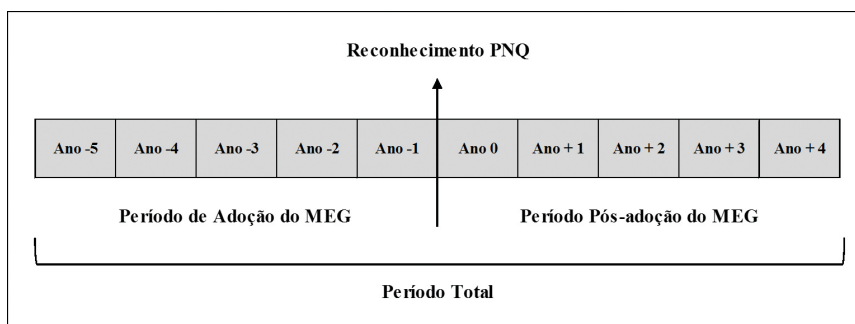 Reconhecimento PNQ
Ano -5 Ano -4 Ano -3 Ano -2 Ano -1 Ano 0 Ano + 1 Ano + 2 Ano + 3 Ano + 4
Período de Adoção do MEG Período Pós-adoção do MEG
Período Total